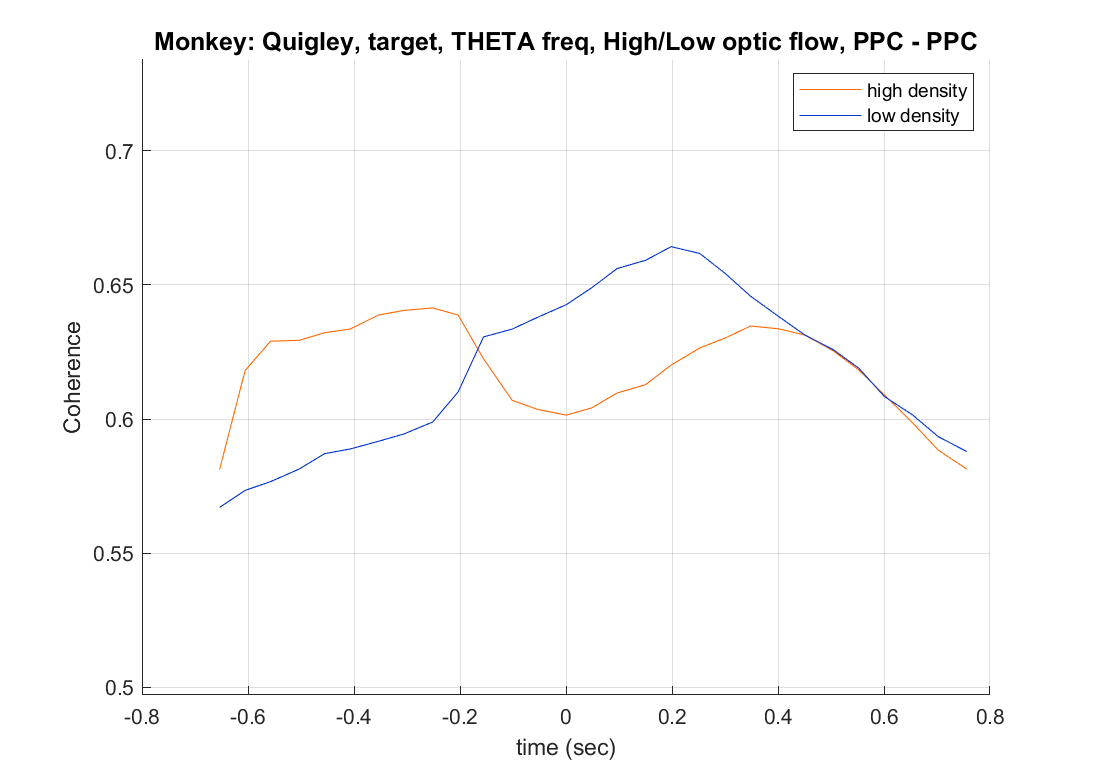 Monkey: Quigley, target, THETA freq, High/Low optic flow, PPC - PPC
high density
low density
0.7
0.65
0.6
0.55
0.5
Coherence
-0.8 -0.6 -0.4 -0.2 0 0.2 0.4 0.6 0.8
time (sec)